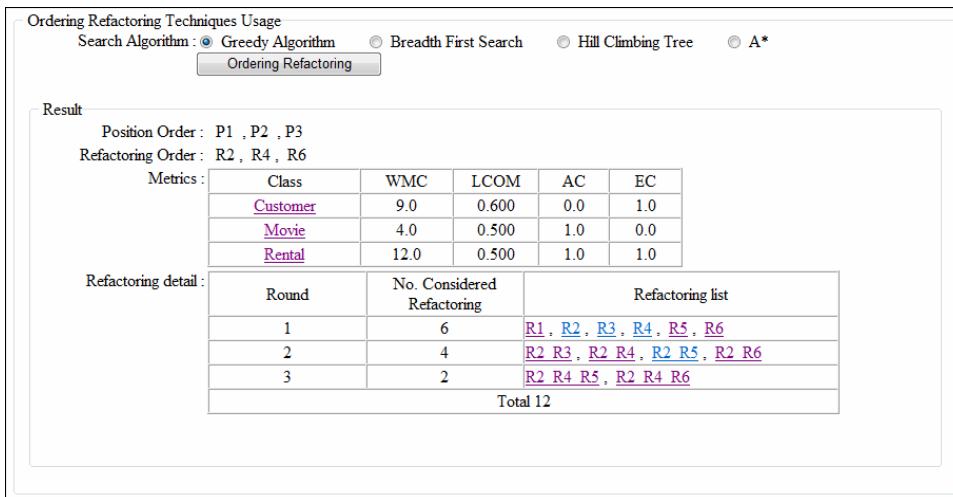 Ordering Refactoring Techniques Usage
Search Algorithm : Greedy Algorithm Breadth First Search Hill Climbing Tree A*
Ordering Refactoring
Result
Position Order : P1 , P2 , P3
Refactoring Order : R2 , R4 , R6
Metrics : Class WMC LCOM AC EC
Customer 9.0 0.600 0.0 1.0
Movie 4.0 0.500 1.0 0.0
Rental 12.0 0.500 1.0 1.0
Refactoring detail : Round No. Considered Refactoring Refactoring list
1 6 R1 , R2 , R3 , R4 , R5 , R6
2 4 R2_R3 , R2_R4 , R2_R5 , R2_R6
3 2 R2_R4_R5 , R2_R4_R6
Total 12